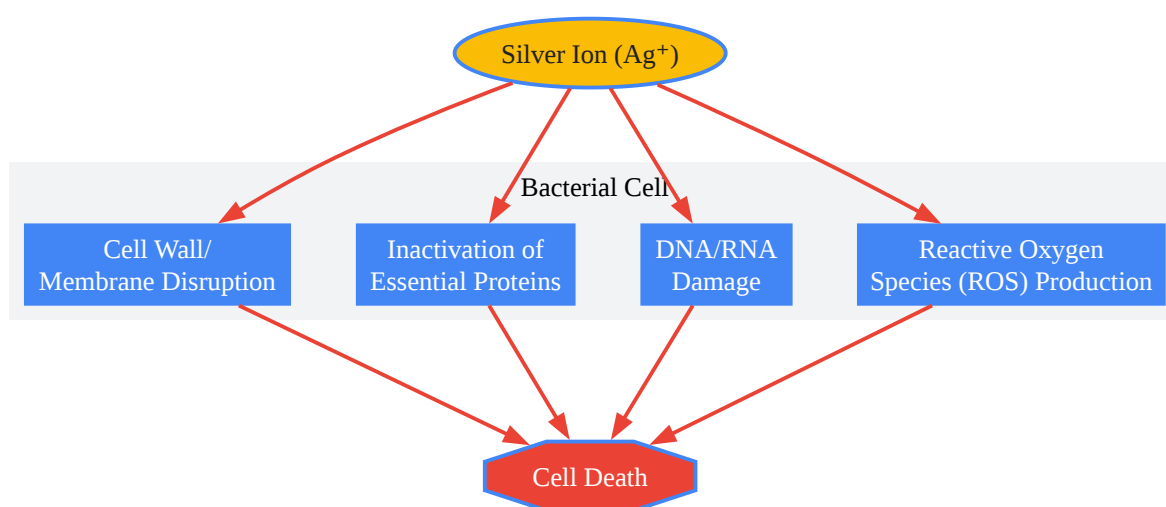 Silver Ion (Ag⁺)
Bacterial Cell
Cell Wall/
Membrane Disruption
Inactivation of
Essential Proteins
DNA/RNA
Damage
Reactive Oxygen
Species (ROS) Production
Cell Death